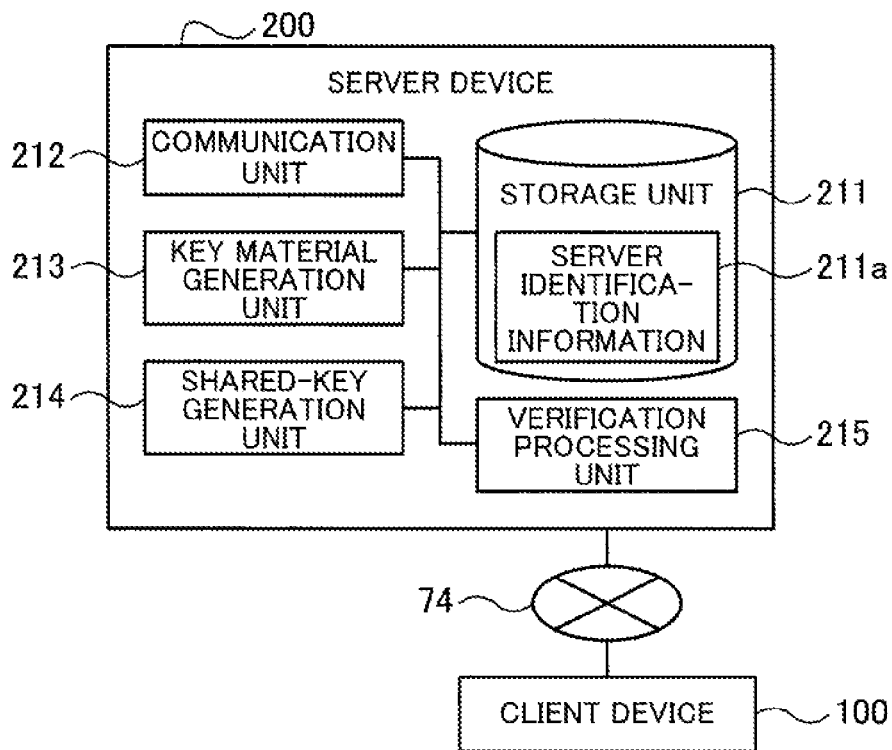 200
SERVER DEVICE
212
COMMUNICATION
UNIT
STORAGE UNIT
211
213
KEY MATERIAL
GENERATION
UNIT
SERVER
IDENTIFICA-
TION
INFORMATION
211a
214
SHARED-KEY
GENERATION
UNIT
VERIFICATION
PROCESSING
UNIT
215
74
CLIENT DEVICE
100